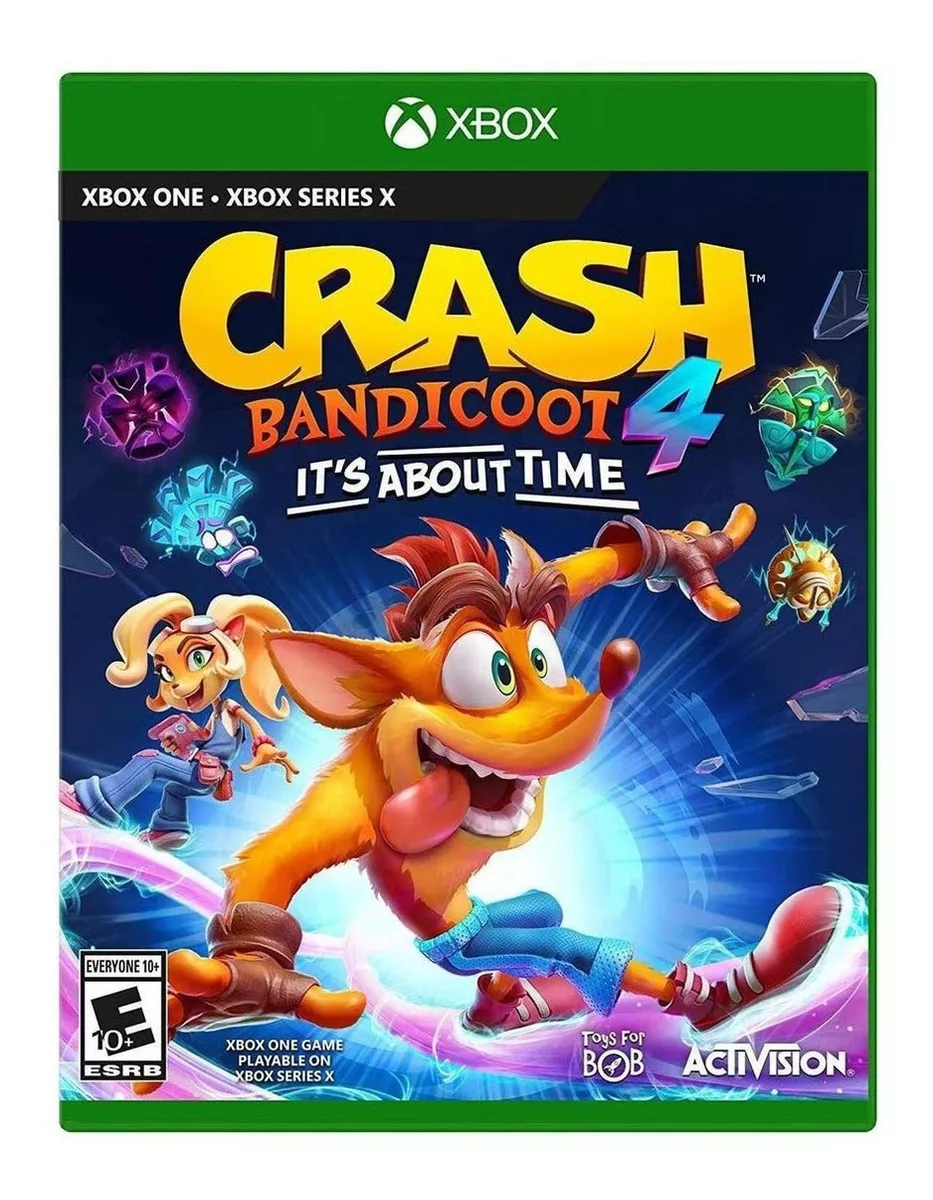 XBOX
XBOX ONE • XBOX SERIES X
CRASH™
BANDICOOT 4
IT'S ABOUT TIME
EVERYONE 10+
E
10+
ESRB
XBOX ONE GAME
PLAYABLE ON
XBOX SERIES X
TOYS FOR
BOB
ACTIVISION®